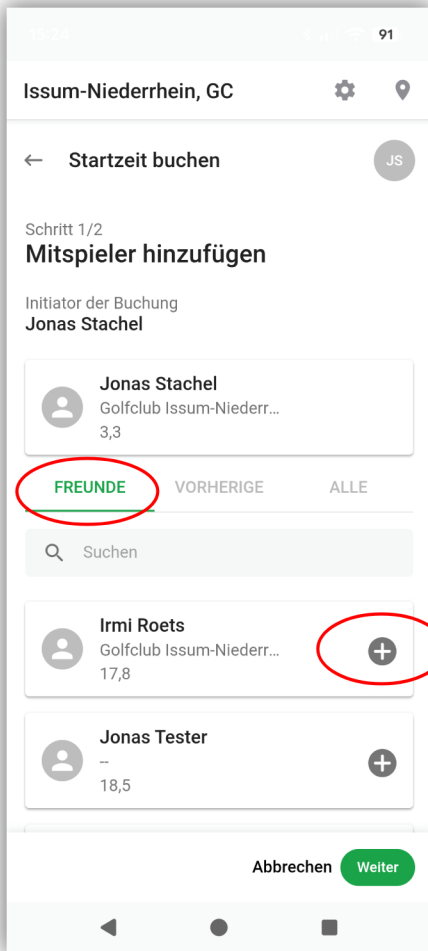 91
Issum-Niederrhein, GC
Startzeit buchen
JS
Schritt 1/2
Mitspieler hinzufügen
Initiator der Buchung
Jonas Stachel
Jonas Stachel
Golfclub Issum-Niederr...
3,3
FREUNDE VORHERIGE ALLE
Suchen
Irmi Roets
Golfclub Issum-Niederr...
17,8
Jonas Tester
--
18,5
Abbrechen Weiter